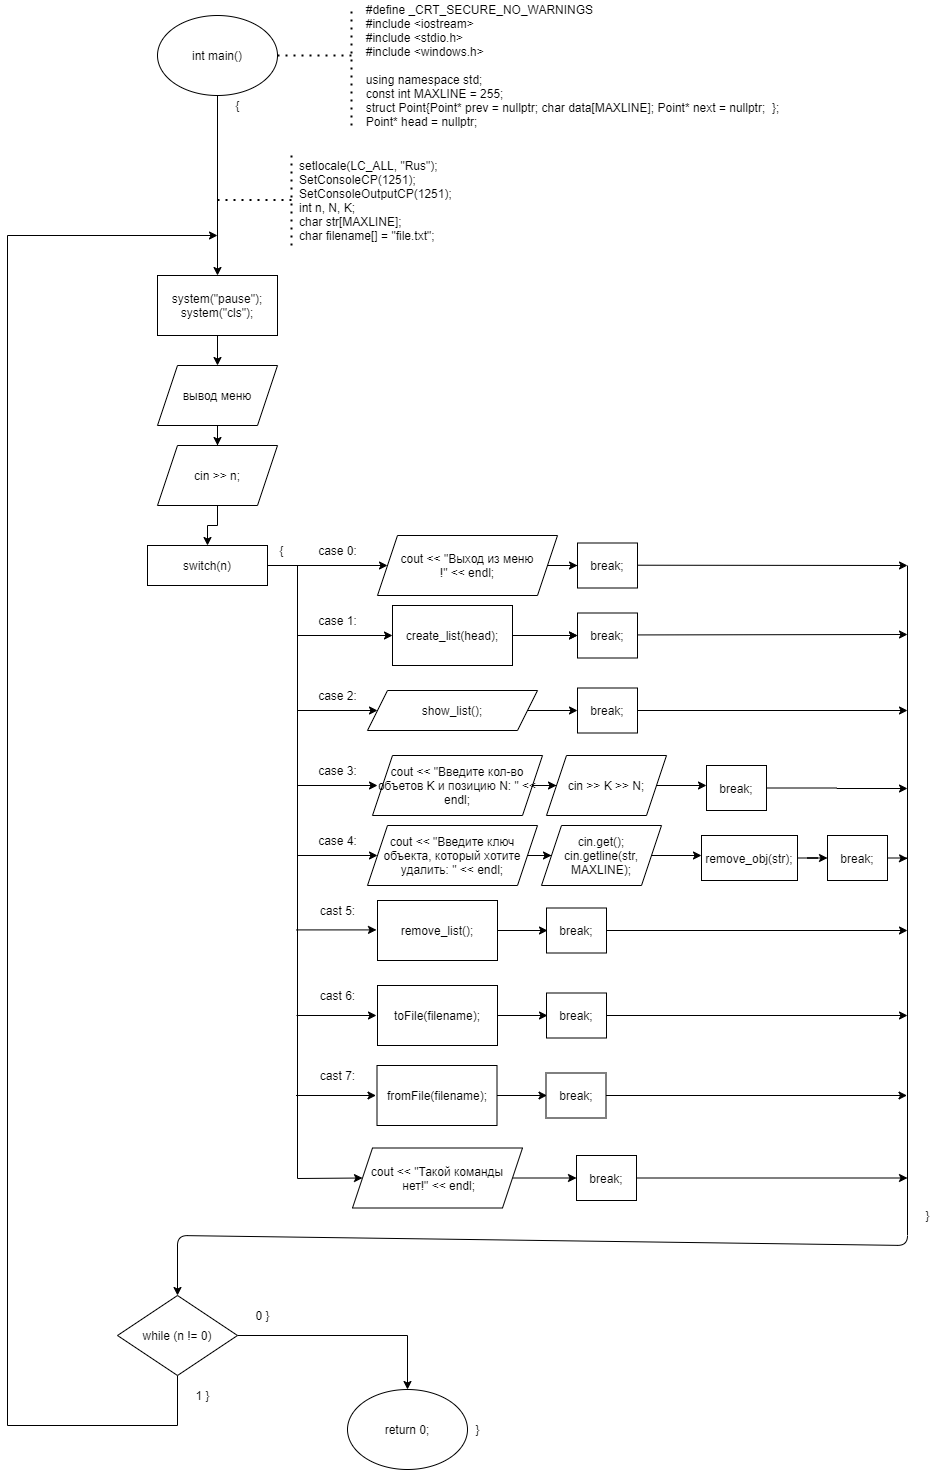 int main()
#define _CRT_SECURE_NO_WARNINGS
#include <iostream>
#include <stdio.h>
#include <windows.h>
using namespace std;
const int MAXLINE = 255;
struct Point{Point* prev = nullptr; char data[MAXLINE]; Point* next = nullptr;  };
Point* head = nullptr;
{
setlocale(LC_ALL, "Rus");
SetConsoleCP(1251);
SetConsoleOutputCP(1251);
int n, N, K;
char str[MAXLINE];
char filename[] = "file.txt";
system("pause");
system("cls");
вывод меню
cin >> n;
switch(n)
{
case 0:
cout << "Выход из меню
!" << endl;
break;
case 1:
create_list(head);
break;
case 2:
show_list();
break;
case 3:
cout << "Введите кол-во
объетов K и позицию N: " <<
endl;
cin >> K >> N;
break;
case 4:
cout << "Введите ключ
объекта, который хотите
удалить: " << endl;
cin.get();
cin.getline(str,
MAXLINE);
remove_obj(str);
break;
cast 5:
remove_list();
break;
cast 6:
toFile(filename);
break;
cast 7:
fromFile(filename);
break;
cout << "Такой команды
нет!" << endl;
break;
}
while (n != 0)
0 }
1 }
return 0;
}